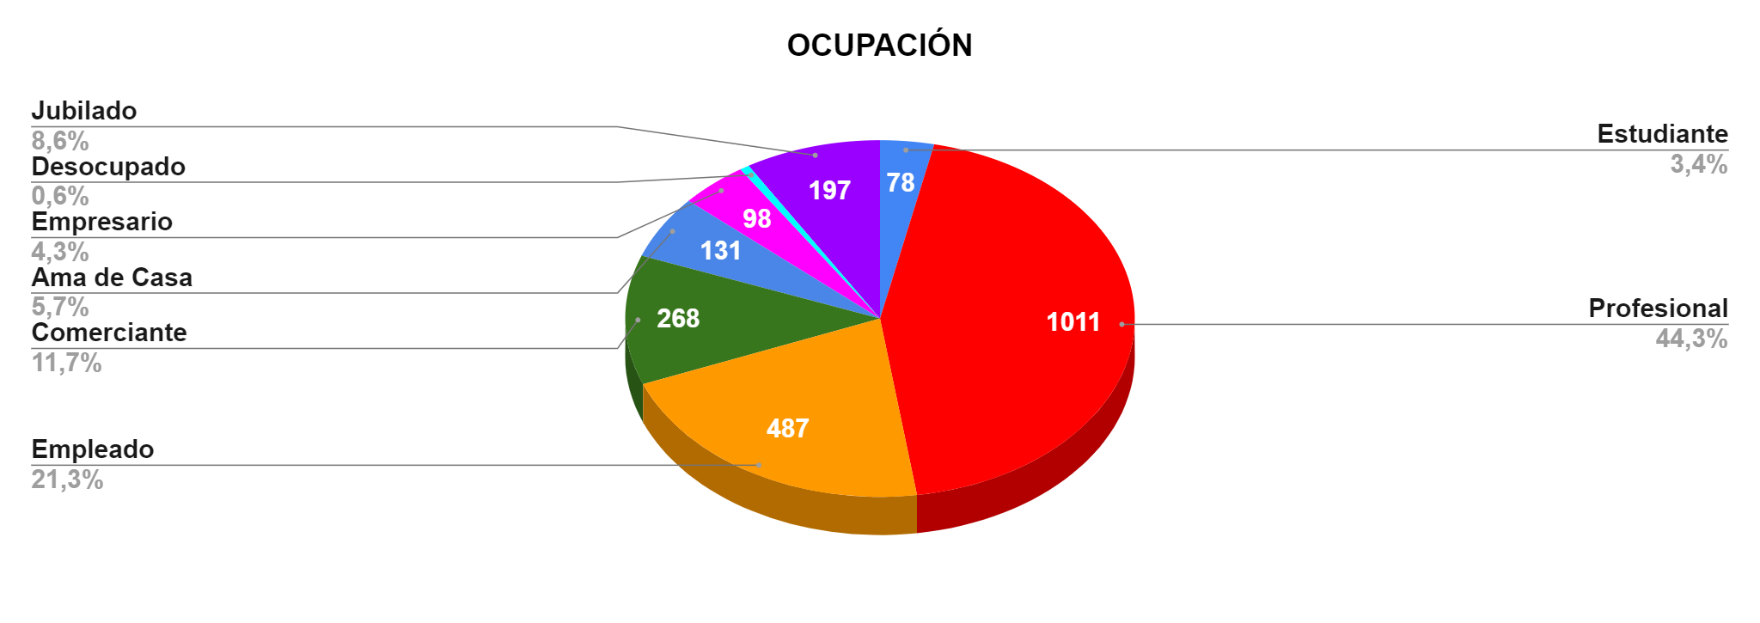 OCUPACIÓN
Jubilado
8,6%
Desocupado
0,6%
Empresario
4,3%
Ama de Casa
5,7%
Comerciante
11,7%
Empleado
21,3%
Estudiante
3,4%
Profesional
44,3%
197
78
98
131
268
1011
487